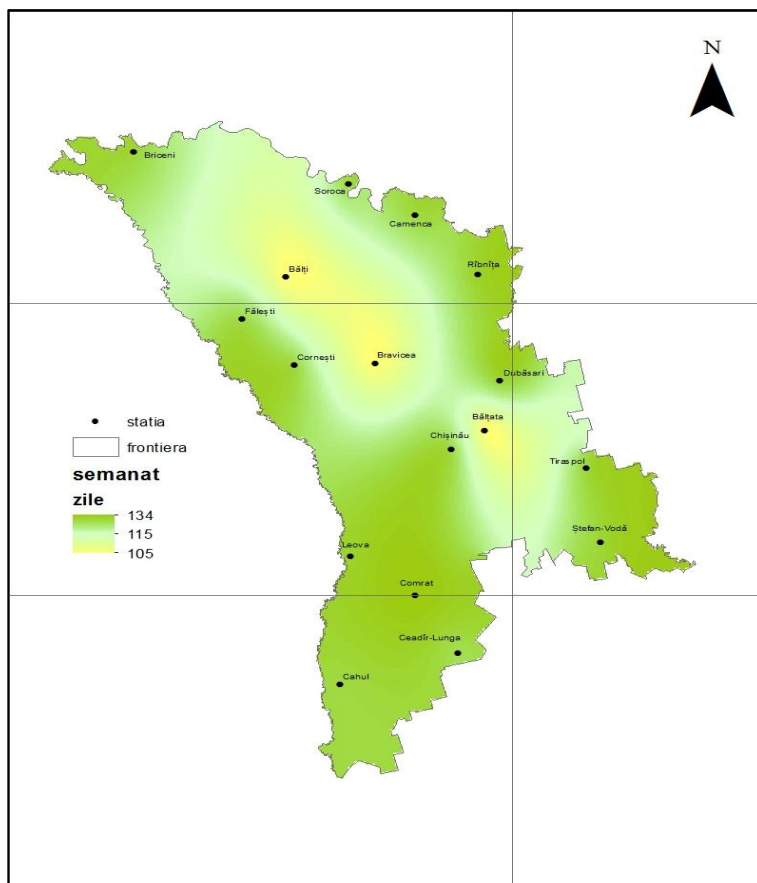 N
Briceni
Soroca
Camenca
Rîbnița
Bălți
Fălești
Cornești
Bravicea
Dubăsari
Bălțata
Chișinău
Tiraspol
Ștefan-Vodă
statia
frontiera
semanat
zile
134
115
105
Leova
Comrat
Ceadîr-Lunga
Cahul